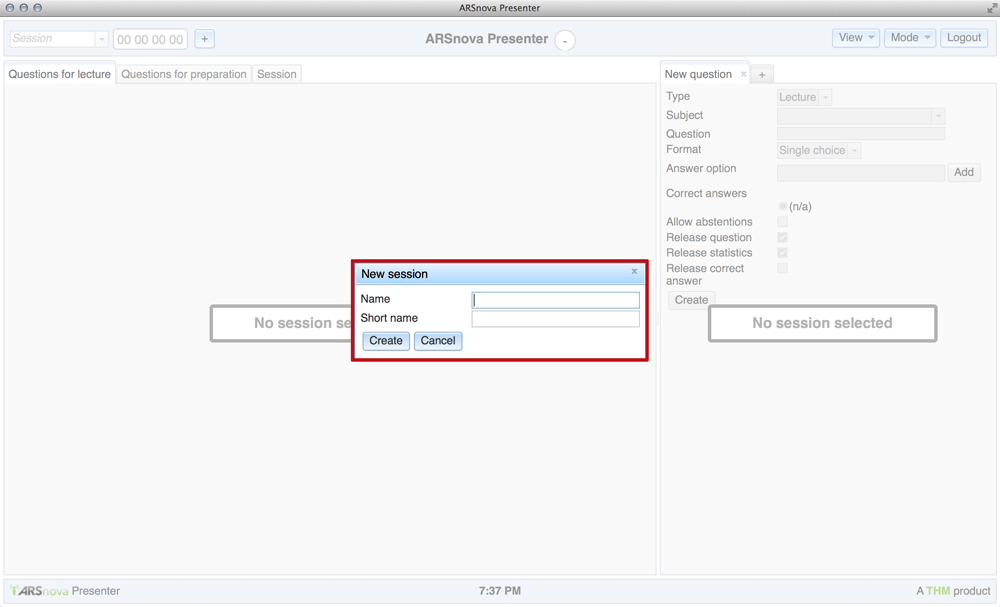 ARSnova Presenter
Session 00 00 00 00 + ARSnova Presenter - View Mode Logout
Questions for lecture Questions for preparation Session
New question x +
Type Lecture
Subject
Question
Format Single choice
Answer option Add
Correct answers
(n/a)
Allow abstentions
Release question
Release statistics
Release correct
answer
Create
No session se
No session selected
New session x
Name
Short name
Create Cancel
ARSnova Presenter 7:37 PM A THM product